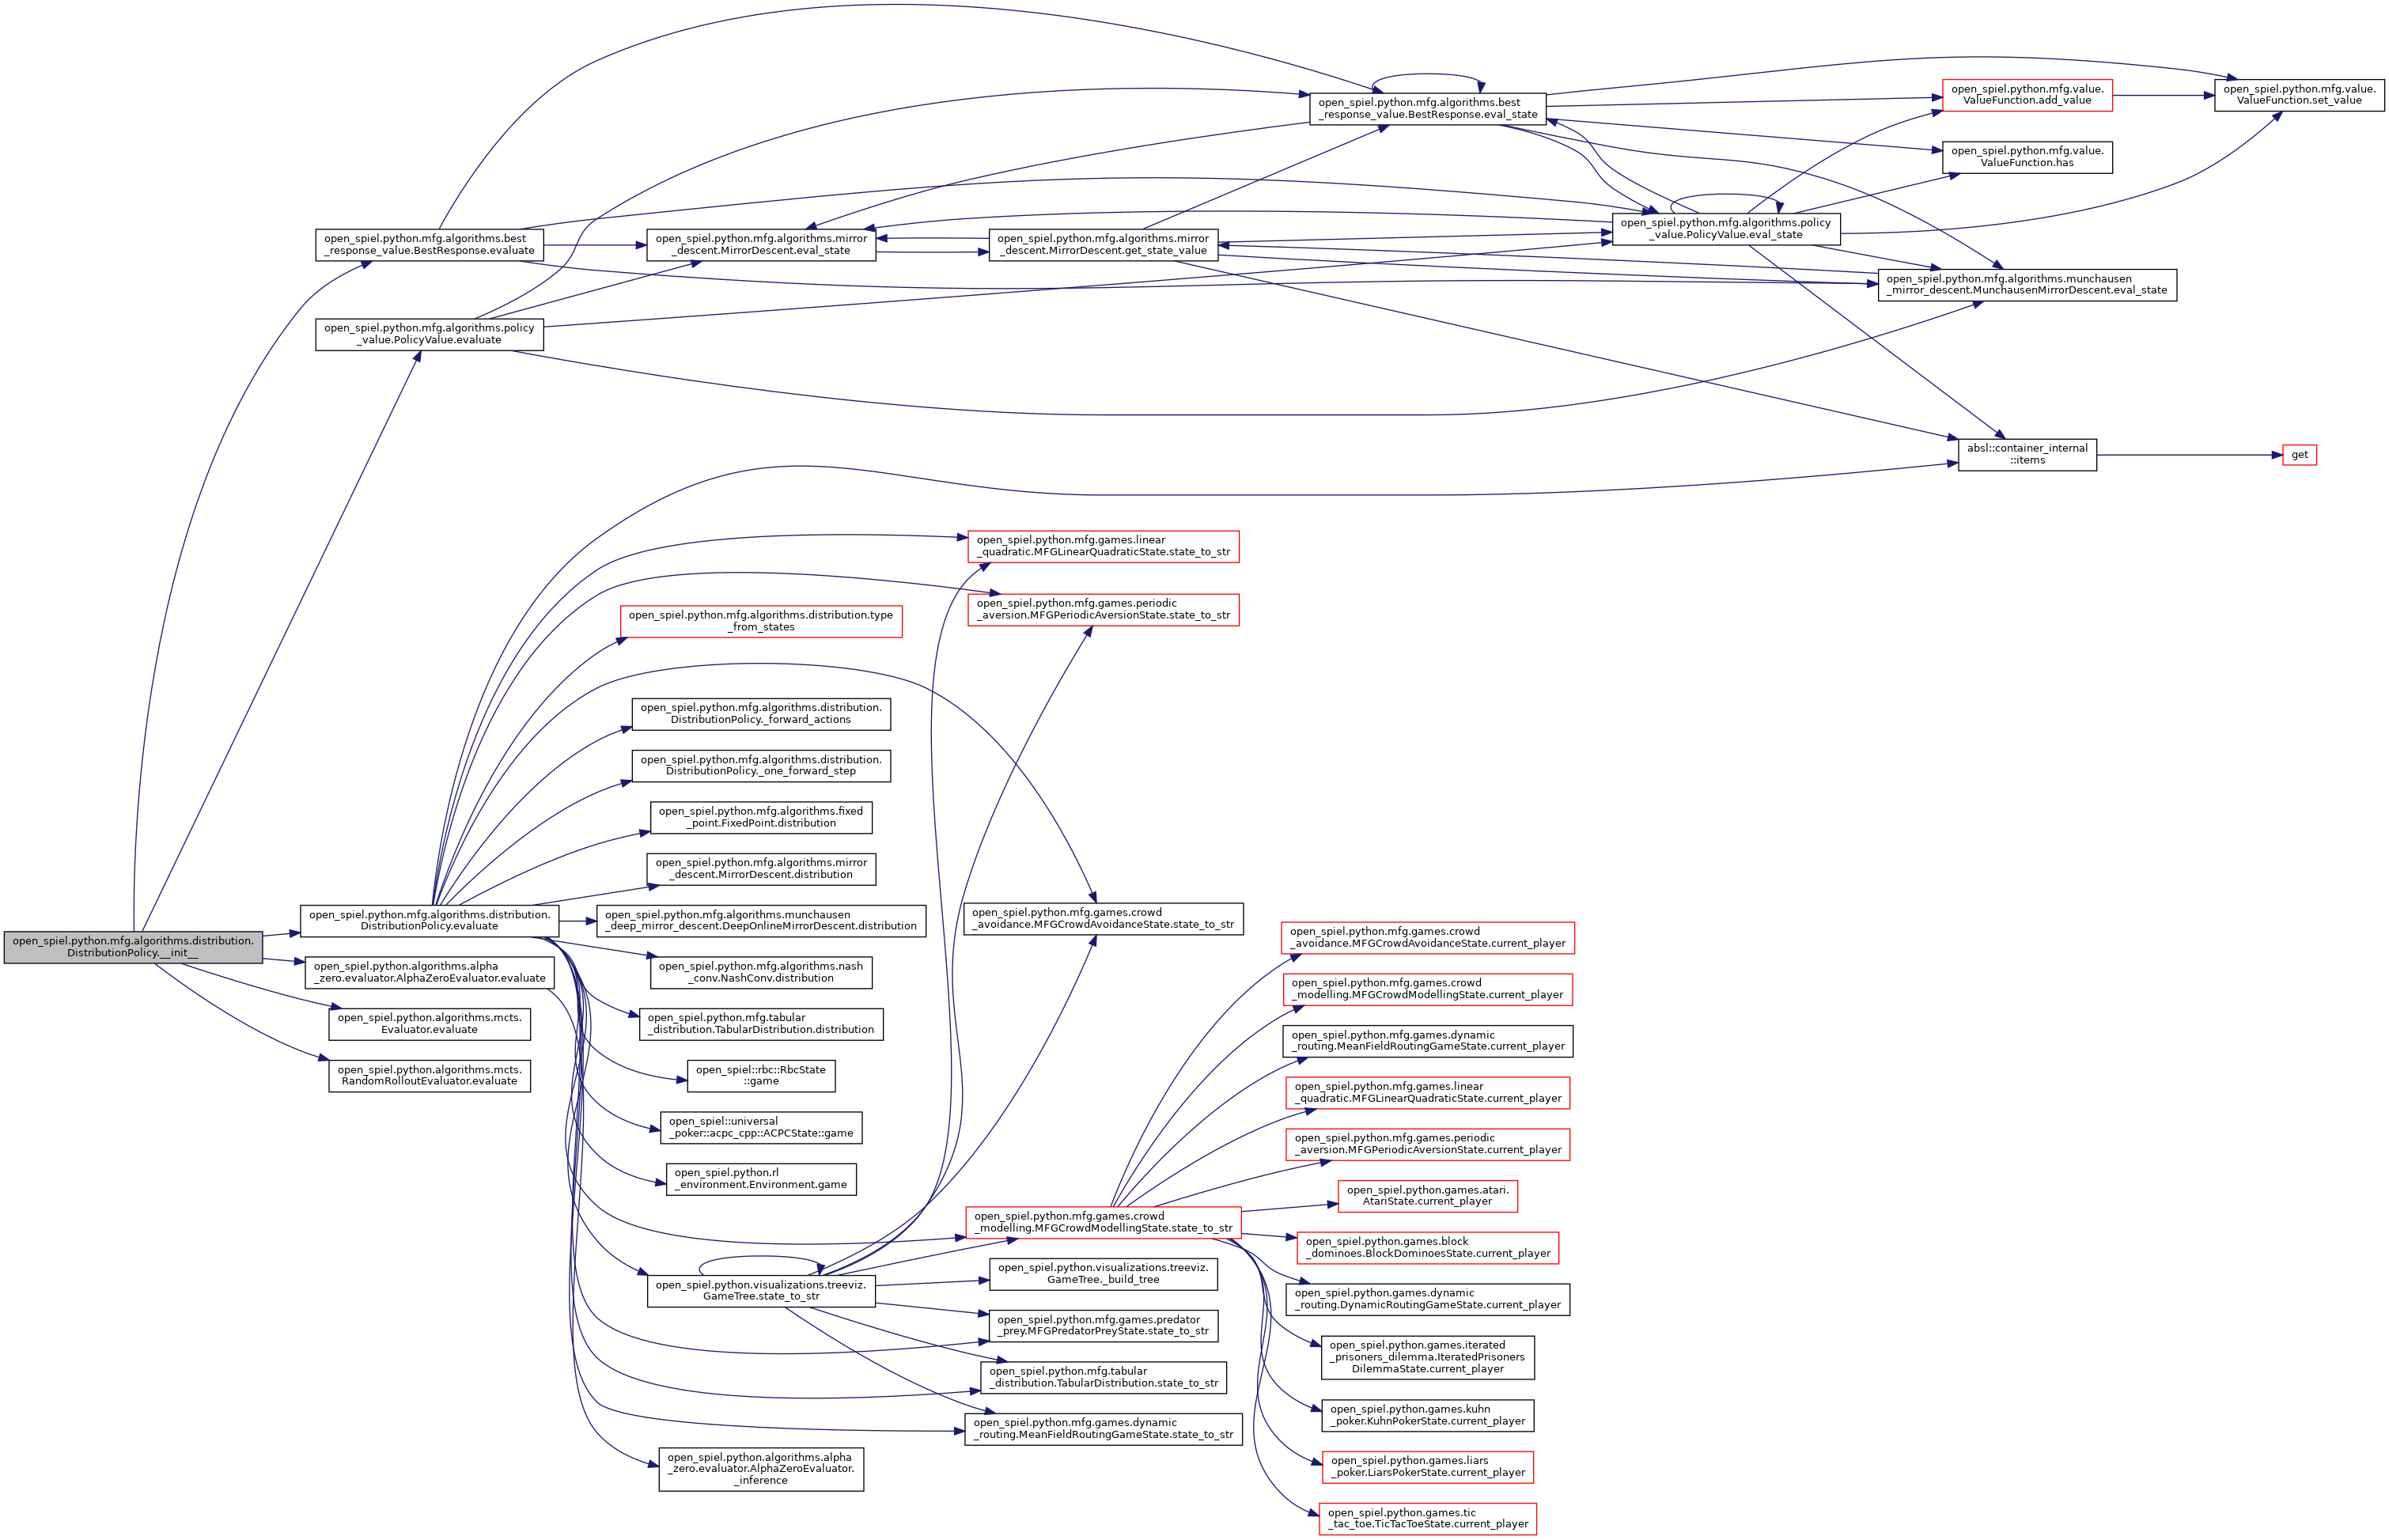 open_spiel.python.mfg.algorithms.distribution.
DistributionPolicy.__init__
open_spiel.python.mfg.algorithms.best
_response_value.BestResponse.evaluate
open_spiel.python.mfg.algorithms.policy
_value.PolicyValue.evaluate
open_spiel.python.mfg.algorithms.distribution.
DistributionPolicy.evaluate
open_spiel.python.algorithms.alpha
_zero.evaluator.AlphaZeroEvaluator.evaluate
open_spiel.python.algorithms.mcts.
Evaluator.evaluate
open_spiel.python.algorithms.mcts.
RandomRolloutEvaluator.evaluate
open_spiel.python.mfg.algorithms.mirror
_descent.MirrorDescent.eval_state
open_spiel.python.mfg.algorithms.mirror
_descent.MirrorDescent.get_state_value
open_spiel.python.mfg.algorithms.best
_response_value.BestResponse.eval_state
open_spiel.python.mfg.algorithms.policy
_value.PolicyValue.eval_state
open_spiel.python.mfg.value.
ValueFunction.add_value
open_spiel.python.mfg.value.
ValueFunction.set_value
open_spiel.python.mfg.value.
ValueFunction.has
open_spiel.python.mfg.algorithms.munchausen
_mirror_descent.MunchausenMirrorDescent.eval_state
absl::container_internal
::items
get
open_spiel.python.mfg.games.linear
_quadratic.MFGLinearQuadraticState.state_to_str
open_spiel.python.mfg.games.periodic
_aversion.MFGPeriodicAversionState.state_to_str
open_spiel.python.mfg.algorithms.distribution.type
_from_states
open_spiel.python.mfg.algorithms.distribution.
DistributionPolicy._forward_actions
open_spiel.python.mfg.algorithms.distribution.
DistributionPolicy._one_forward_step
open_spiel.python.mfg.algorithms.fixed
_point.FixedPoint.distribution
open_spiel.python.mfg.algorithms.mirror
_descent.MirrorDescent.distribution
open_spiel.python.mfg.algorithms.munchausen
_deep_mirror_descent.DeepOnlineMirrorDescent.distribution
open_spiel.python.mfg.algorithms.nash
_conv.NashConv.distribution
open_spiel.python.mfg.tabular
_distribution.TabularDistribution.distribution
open_spiel::rbc::RbcState
::game
open_spiel::universal
_poker::acpc_cpp::ACPCState::game
open_spiel.python.rl
_environment.Environment.game
open_spiel.python.visualizations.treeviz.
GameTree.state_to_str
open_spiel.python.algorithms.alpha
_zero.evaluator.AlphaZeroEvaluator.
_inference
open_spiel.python.mfg.games.crowd
_avoidance.MFGCrowdAvoidanceState.state_to_str
open_spiel.python.mfg.games.crowd
_modelling.MFGCrowdModellingState.state_to_str
open_spiel.python.visualizations.treeviz.
GameTree._build_tree
open_spiel.python.mfg.games.predator
_prey.MFGPredatorPreyState.state_to_str
open_spiel.python.mfg.tabular
_distribution.TabularDistribution.state_to_str
open_spiel.python.mfg.games.dynamic
_routing.MeanFieldRoutingGameState.state_to_str
open_spiel.python.mfg.games.crowd
_avoidance.MFGCrowdAvoidanceState.current_player
open_spiel.python.mfg.games.crowd
_modelling.MFGCrowdModellingState.current_player
open_spiel.python.mfg.games.dynamic
_routing.MeanFieldRoutingGameState.current_player
open_spiel.python.mfg.games.linear
_quadratic.MFGLinearQuadraticState.current_player
open_spiel.python.mfg.games.periodic
_aversion.MFGPeriodicAversionState.current_player
open_spiel.python.games.atari.
AtariState.current_player
open_spiel.python.games.block
_dominoes.BlockDominoesState.current_player
open_spiel.python.games.dynamic
_routing.DynamicRoutingGameState.current_player
open_spiel.python.games.iterated
_prisoners_dilemma.IteratedPrisoners
DilemmaState.current_player
open_spiel.python.games.kuhn
_poker.KuhnPokerState.current_player
open_spiel.python.games.liars
_poker.LiarsPokerState.current_player
open_spiel.python.games.tic
_tac_toe.TicTacToeState.current_player